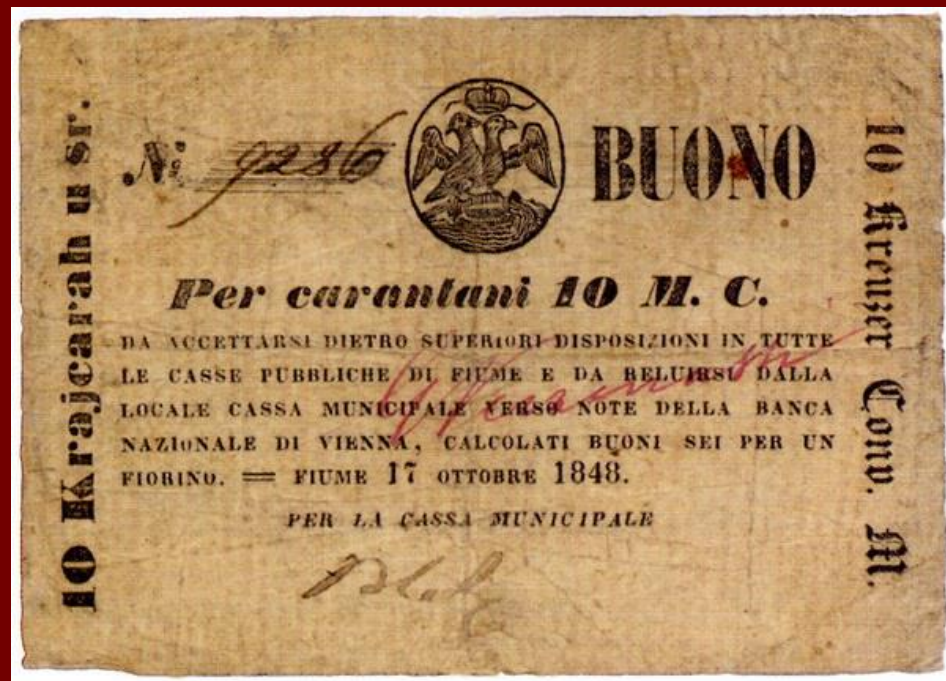 10 Krajcarah u sr.
N. 9286
BUONO
Per carantani 10 M. C.
DA ACCETTARSI DIETRO SUPERIORI DISPOSIZIONI IN TUTTE
LE CASSE PUBBLICHE DI FIUME E DA RELUIRSI DALLA
LOCALE CASSA MUNICIPALE VERSO NOTE DELLA BANCA
NAZIONALE DI VIENNA, CALCOLATI BUONI SEI PER UN
FIORINO. = FIUME 17 OTTOBRE 1848.
PER LA CASSA MUNICIPALE
10 Kreuzer Conv. M.